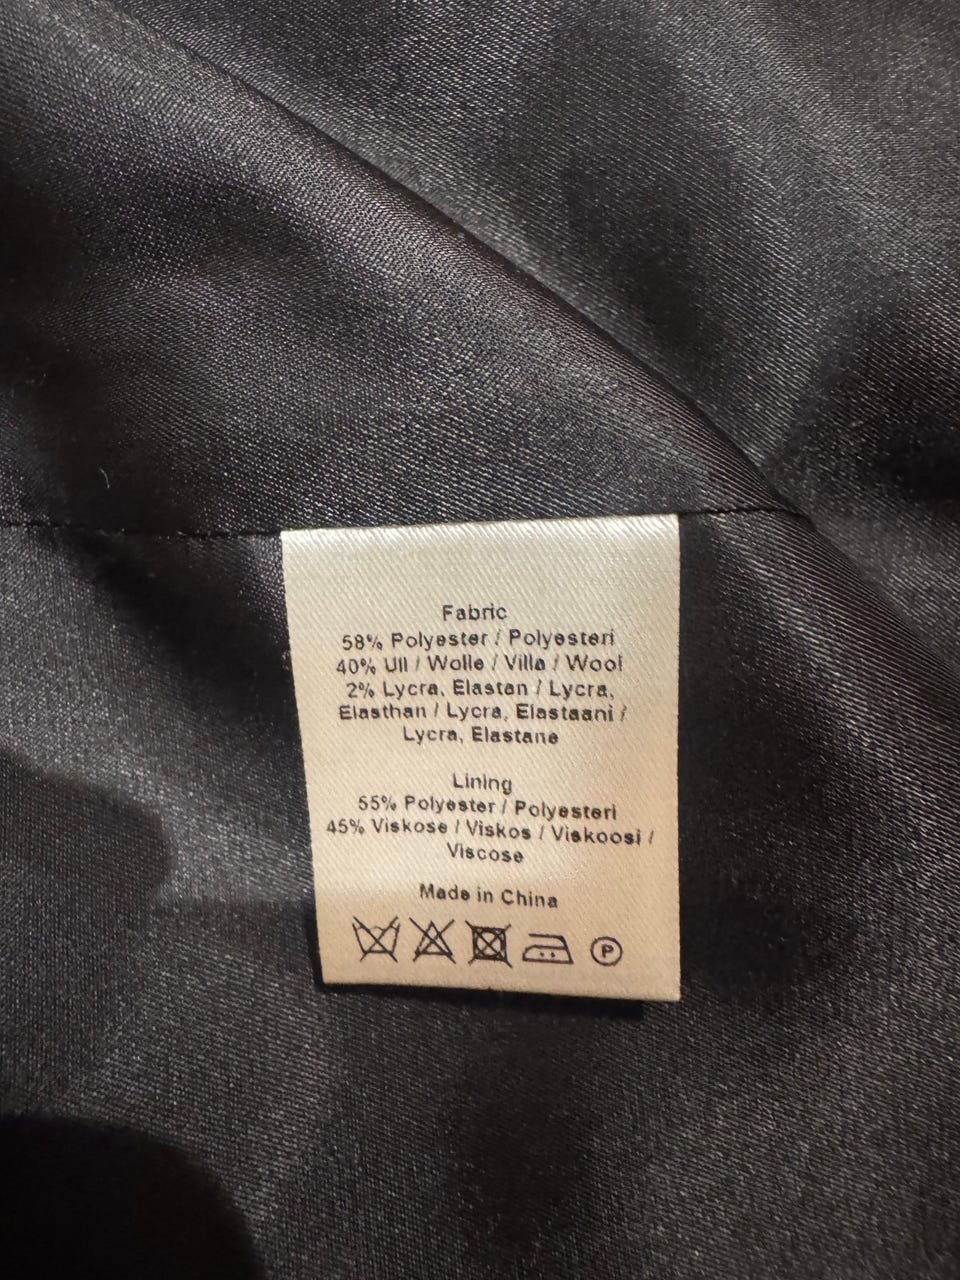 Fabric
58% Polyester / Polyesteri
40% Ull / Wolle / Villa / Wool
2% Lycra, Elastan / Lycra,
Elasthan / Lycra, Elastaani /
Lycra, Elastane
Lining
55% Polyester / Polyesteri
45% Viskose / Viskos / Viskoosi /
Viscose
Made in China
P